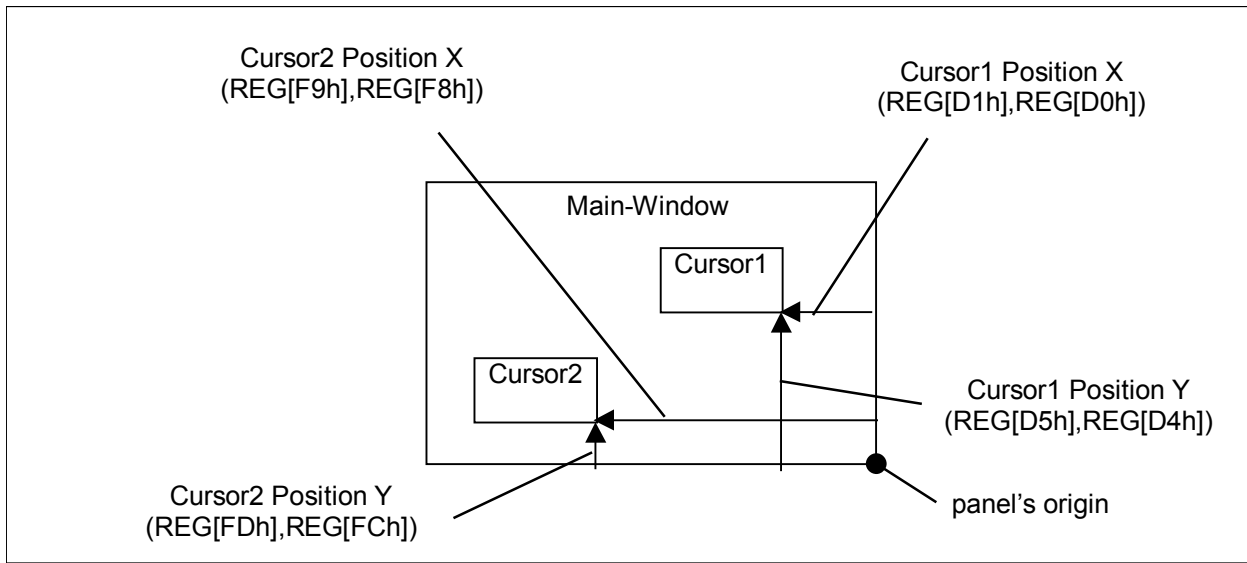 Cursor2 Position X
(REG[F9h],REG[F8h])
Cursor1 Position X
(REG[D1h],REG[D0h])
Main-Window
Cursor1
Cursor2
Cursor1 Position Y
(REG[D5h],REG[D4h])
Cursor2 Position Y
(REG[FDh],REG[FCh])
panel's origin